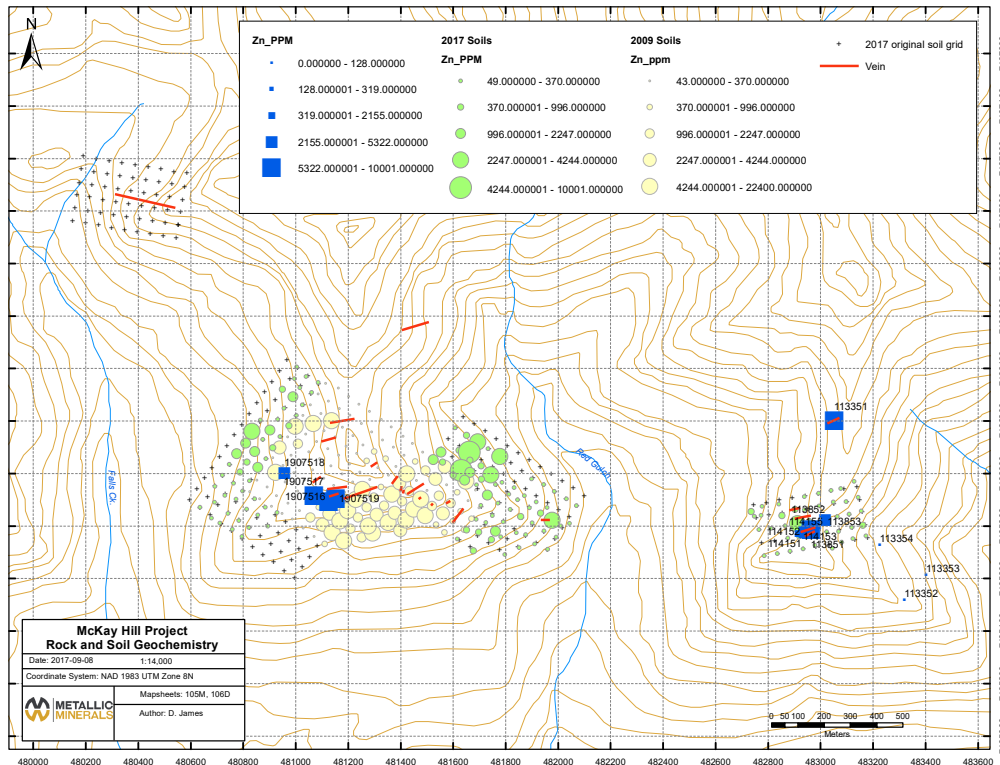 N
Zn_PPM
0.000000 - 128.000000
128.000001 - 319.000000
319.000001 - 2155.000000
2155.000001 - 5322.000000
5322.000001 - 10001.000000
2017 Soils
Zn_PPM
49.000000 - 370.000000
370.000001 - 996.000000
996.000001 - 2247.000000
2247.000001 - 4244.000000
4244.000001 - 10001.000000
2009 Soils
Zn_ppm
43.000000 - 370.000000
370.000001 - 996.000000
996.000001 - 2247.000000
2247.000001 - 4244.000000
4244.000001 - 22400.000000
2017 original soil grid
Vein
113351
Red Gulch
Falls Ck
1907518
1907517
1907516
1907519
113852
114155
113853
114152
114153
114151
113851
113354
113353
113352
McKay Hill Project
Rock and Soil Geochemistry
Date: 2017-09-08 1:14,000
Coordinate System: NAD 1983 UTM Zone 8N
METALLIC
MINERALS
Mapsheets: 105M, 106D
Author: D. James
0 50 100 200 300 400 500
Meters
480000 480200 480400 480600 480800 481000 481200 481400 481600 481800 482000 482200 482400 482600 482800 483000 483200 483400 483600